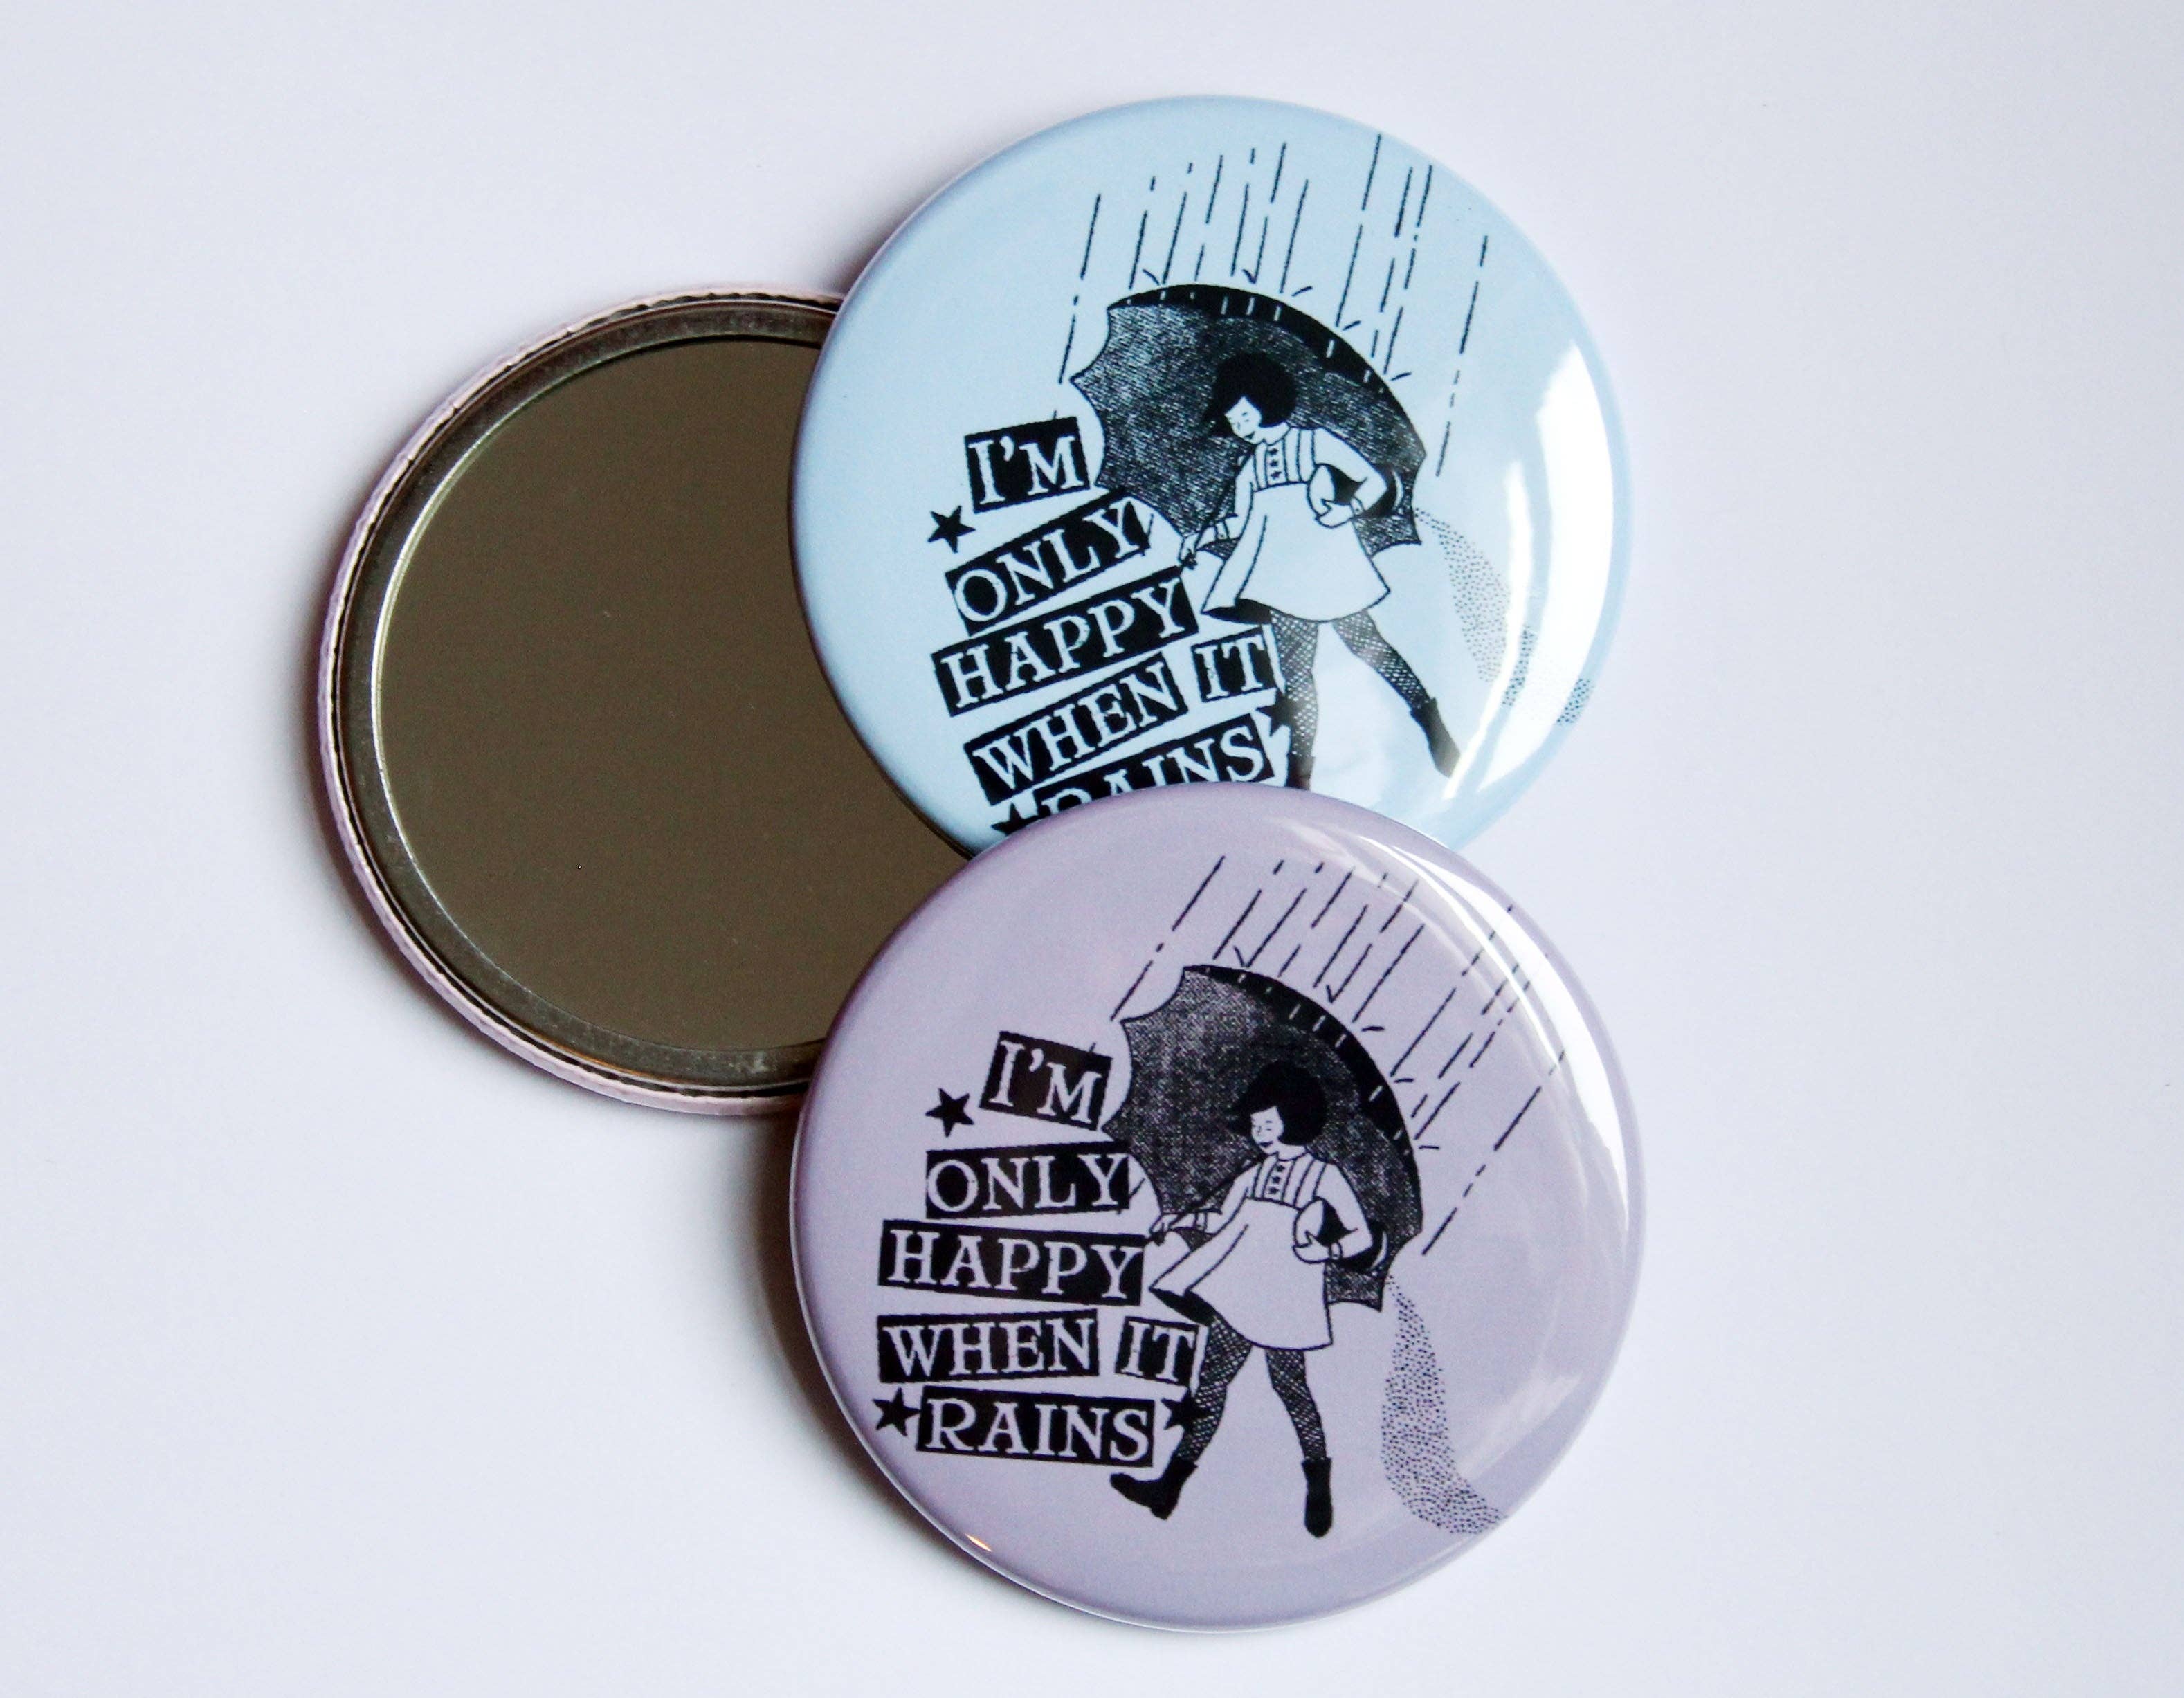 I'M
ONLY
HAPPY
WHEN IT
RAINS
I'M
ONLY
HAPPY
WHEN IT
RAINS